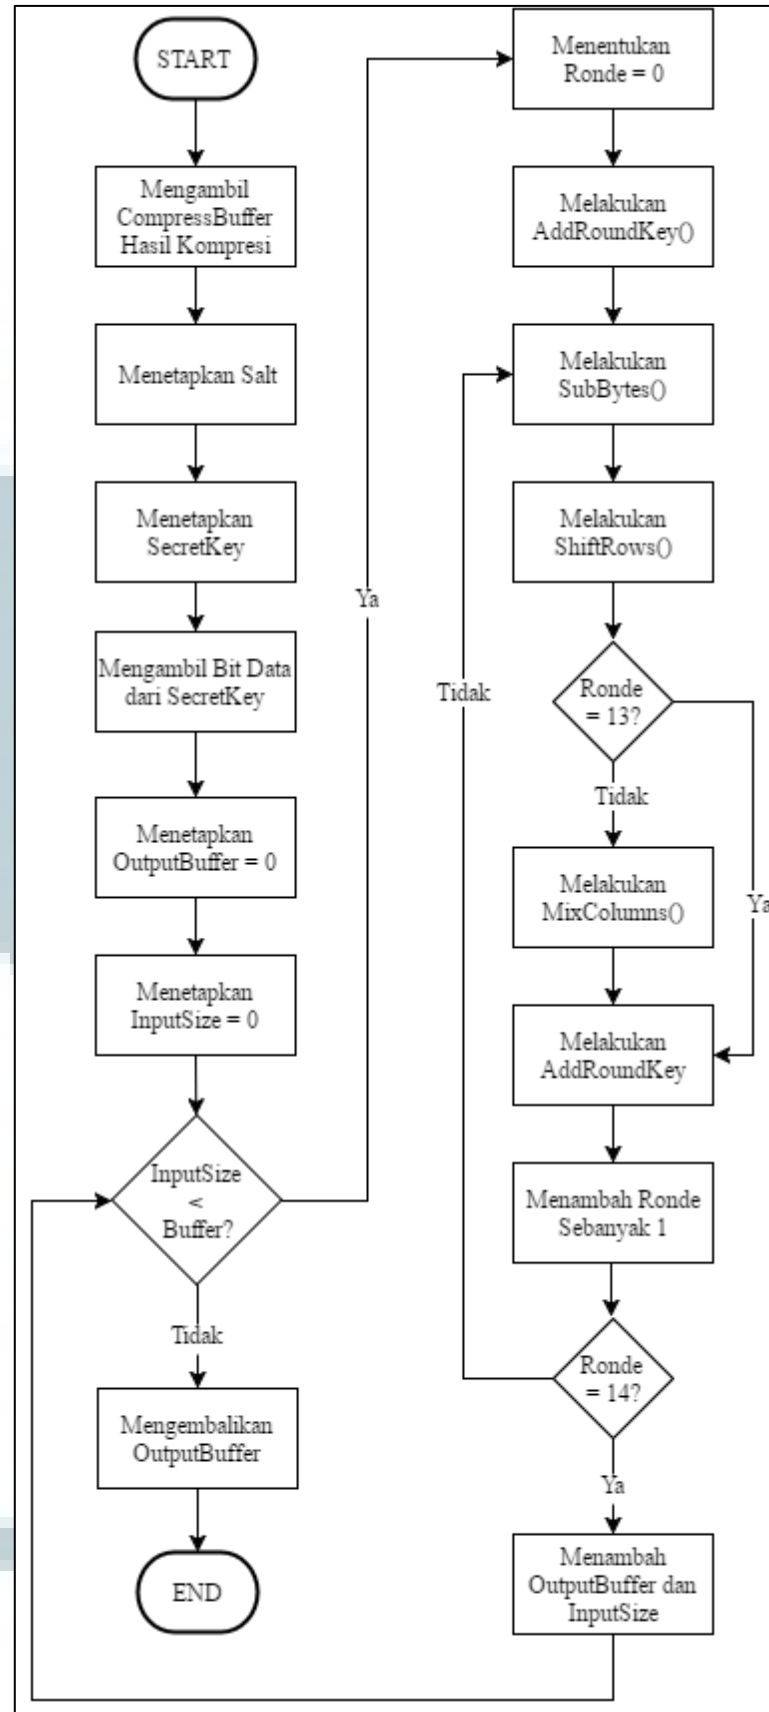 START
Mengambil
CompressBuffer
Hasil Kompresi
Menetapkan Salt
Menetapkan
SecretKey
Mengambil Bit Data
dari SecretKey
Menetapkan
OutputBuffer = 0
Menetapkan
InputSize = 0
InputSize
<
Buffer?
Ya
Tidak
Mengembalikan
OutputBuffer
END
Menentukan
Ronde = 0
Melakukan
AddRoundKey()
Melakukan
SubBytes()
Melakukan
ShiftRows()
Ronde
= 13?
Tidak
Ya
Melakukan
MixColumns()
Melakukan
AddRoundKey
Menambah Ronde
Sebanyak 1
Ronde
= 14?
Tidak
Ya
Menambah
OutputBuffer dan
InputSize